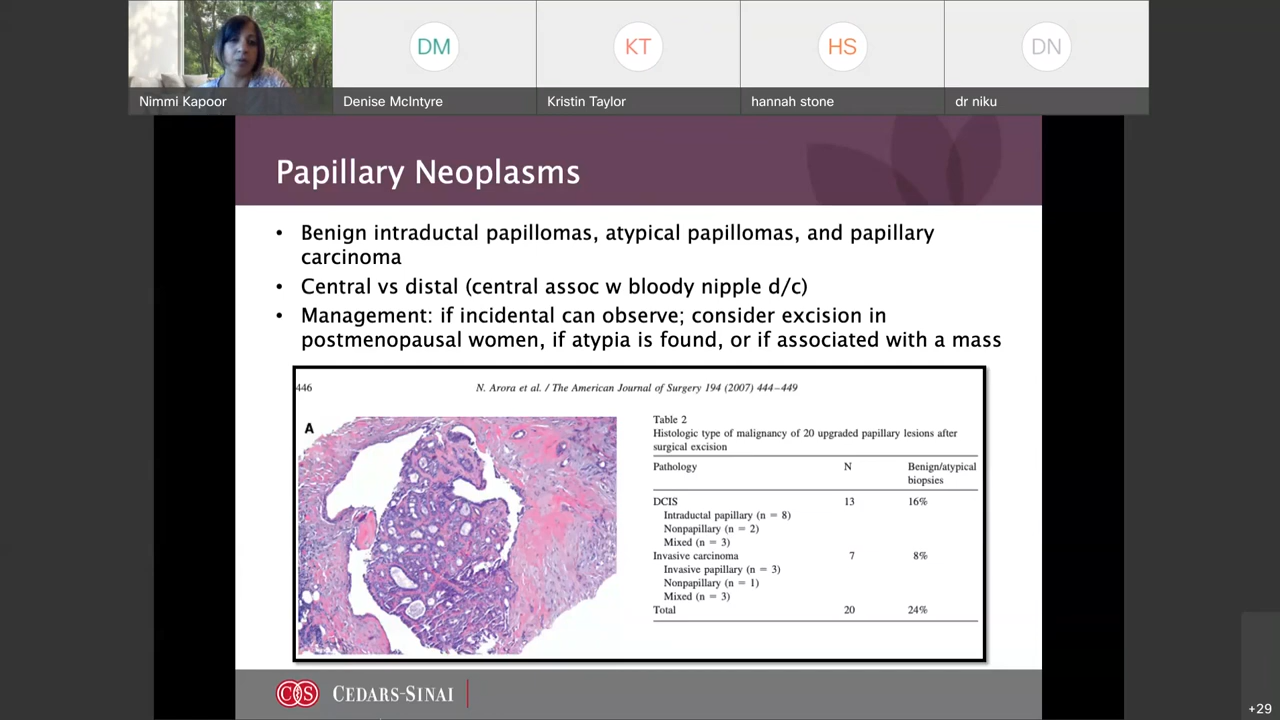 DM
KT
HS
DN
Nimmi Kapoor
Denise McIntyre
Kristin Taylor
hannah stone
dr niku
Papillary Neoplasms
• Benign intraductal papillomas, atypical papillomas, and papillary
carcinoma
• Central vs distal (central assoc w bloody nipple d/c)
• Management: if incidental can observe; consider excision in
postmenopausal women, if atypia is found, or if associated with a mass
446
N. Arora et al. / The American Journal of Surgery 194 (2007) 444–449
A
Table 2
Histologic type of malignancy of 20 upgraded papillary lesions after
surgical excision
Pathology N Benign/atypical
biopsies
DCIS 13 16%
Intraductal papillary (n = 8)
Nonpapillary (n = 2)
Mixed (n = 3)
Invasive carcinoma 7 8%
Invasive papillary (n = 3)
Nonpapillary (n = 1)
Mixed (n = 3)
Total 20 24%
CEDARS-SINAI
+29